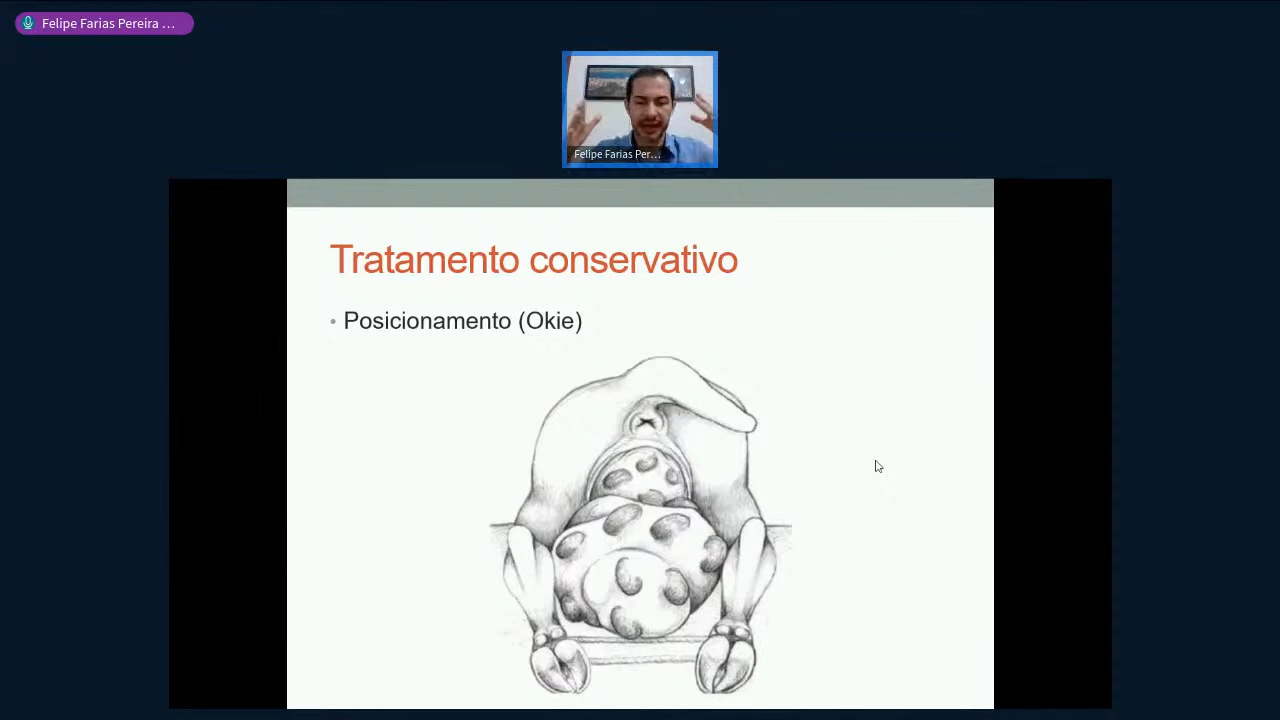 Felipe Farias Pereira ...
Felipe Farias Per...
Tratamento conservativo
• Posicionamento (Okie)